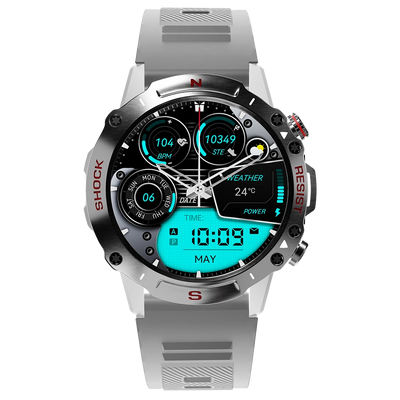 N
SHOCK
RESIST
104
BPM
F
10349
STE
SUN MON TUE WED THU FRI SAT
06
DATE
WEATHER
24°C
POWER
TIME:
A
P
10:09
MAY
S